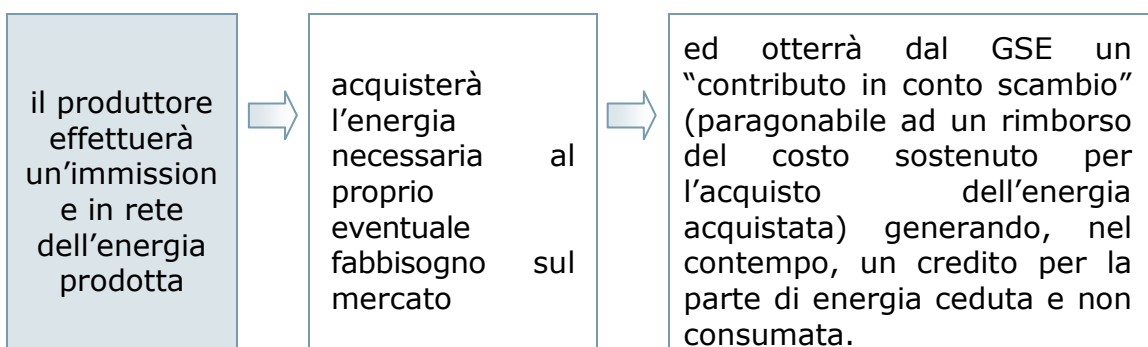 il produttore
effettuerà
un’immission
e in rete
dell’energia
prodotta
acquisterà
l’energia
necessaria al
proprio
eventuale
fabbisogno sul
mercato
ed otterrà dal GSE un
“contributo in conto scambio”
(paragonabile ad un rimborso
del costo sostenuto per
l’acquisto dell’energia
acquistata) generando, nel
contempo, un credito per la
parte di energia ceduta e non
consumata.